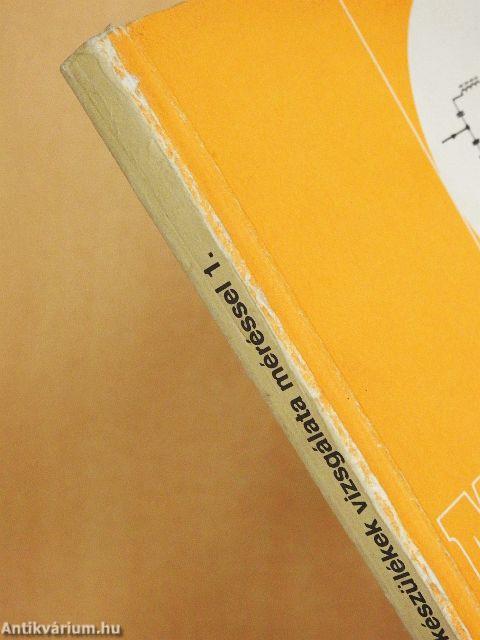 készülékek vizsgálata méréssel 1.
Antikvárium.hu